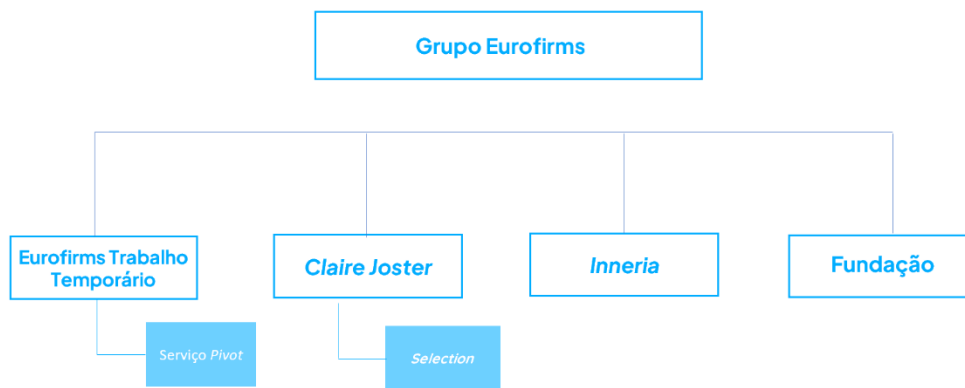 Grupo Eurofirms
Eurofirms Trabalho
Temporário
Claire Joster
Inneria
Fundação
Serviço Pivot
Selection